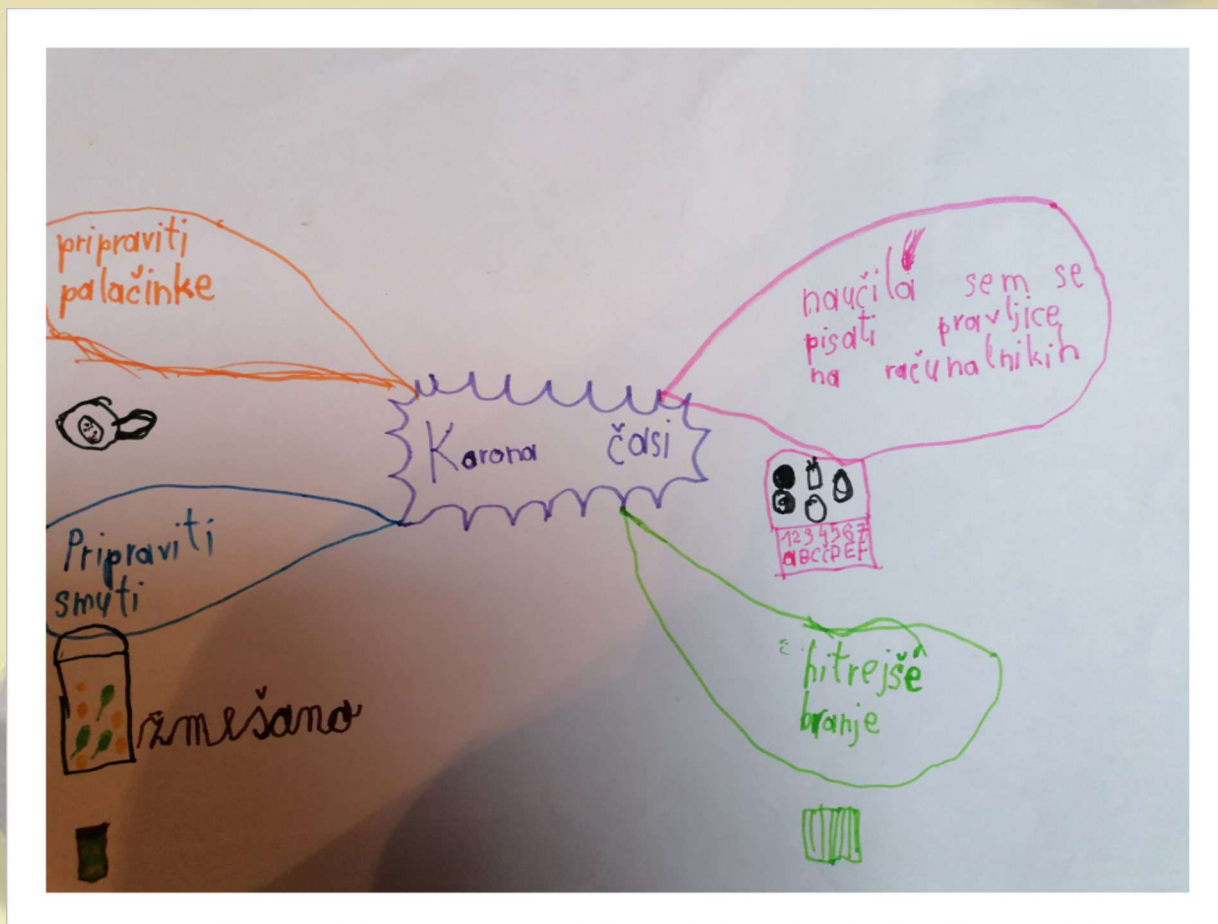 pripraviti
palačinke
naučila sem se
pisati pravljice
na računalnikih
Karona časi
1234567
aBCČDEF
Pripraviti
smuti
zmešano
hitrejše
branje